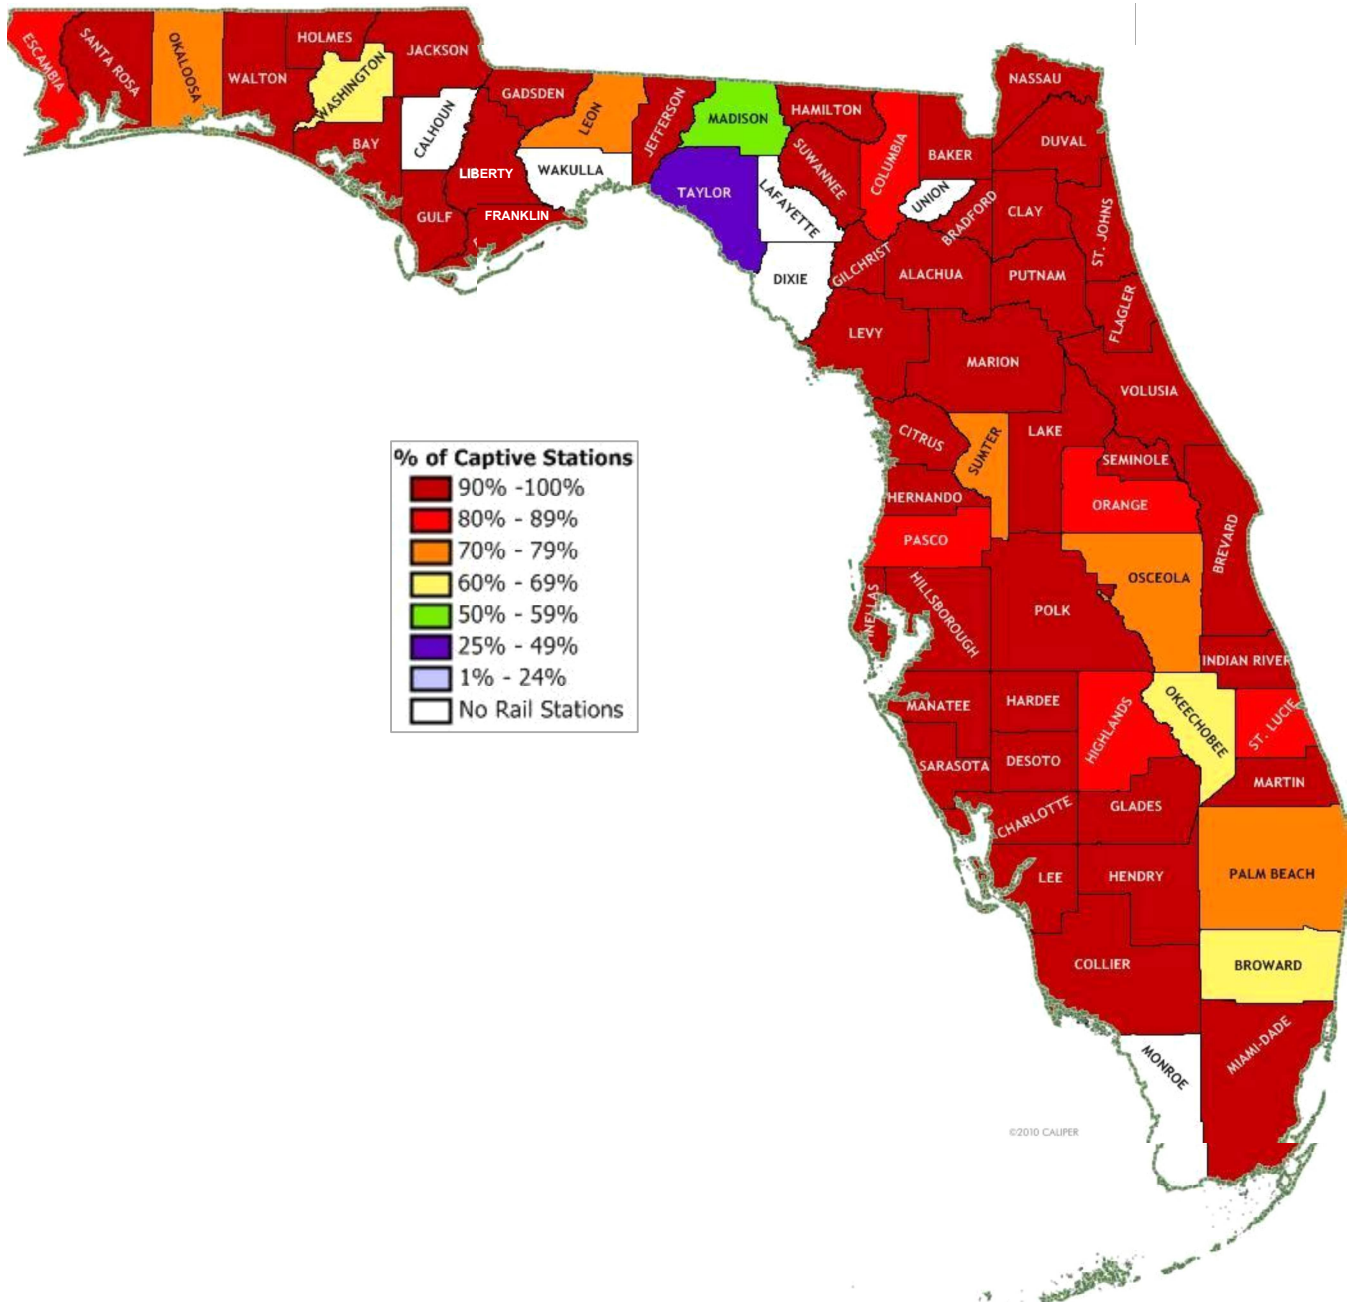 NASSAU
HOLMES
ESCAMBIA
SANTA ROSA
OKALOOSA
WALTON
WASHINGTON
JACKSON
GADSDEN
LEON
JEFFERSON
MADISON
HAMILTON
COLUMBIA
BAKER
DUVAL
BAY
CALHOUN
LIBERTY
WAKULLA
TAYLOR
LAFAYETTE
SUWANNEE
UNION
BRADFORD
CLAY
ST. JOHNS
GULF
FRANKLIN
DIXIE
GILCHRIST
ALACHUA
PUTNAM
FLAGLER
LEVY
MARION
VOLUSIA
CITRUS
SUMTER
LAKE
SEMINOLE
HERNANDO
ORANGE
PASCO
BREVARD
% of Captive Stations
90% -100%
80% - 89%
70% - 79%
60% - 69%
50% - 59%
25% - 49%
1% - 24%
No Rail Stations
OSCEOLA
INELLAS
HILLSBOROUGH
POLK
INDIAN RIVER
MANATEE
HARDEE
HIGHLANDS
OKEECHOBEE
ST. LUCIE
SARASOTA
DESOTO
MARTIN
CHARLOTTE
GLADES
LEE
HENDRY
PALM BEACH
COLLIER
BROWARD
MONROE
MIAMI-DADE
©2010 CALIPER